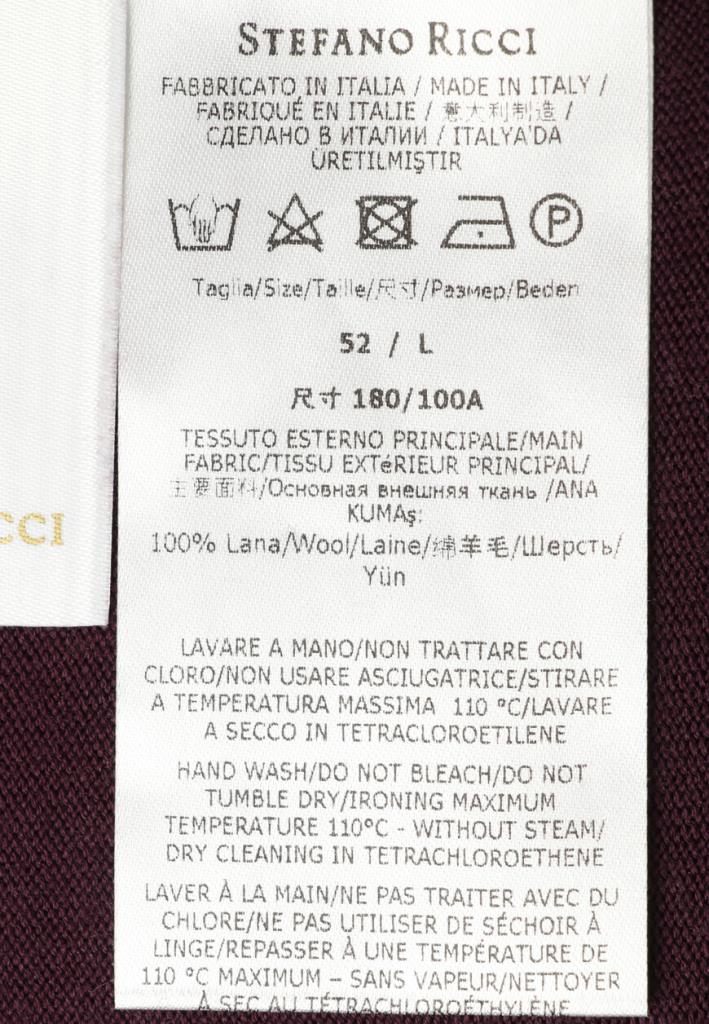 STEFANO RICCI
FABBRICATO IN ITALIA / MADE IN ITALY /
FABRIQUÉ EN ITALIE / 意大利制造 /
СДЕЛАНО В ИТАЛИИ / ITALYA'DA
ÜRETILMIŞTIR
P
Taglia/Size/Taille/尺寸/Размер/Beden
52 / L
尺寸 180/100A
TESSUTO ESTERNO PRINCIPALE/MAIN
FABRIC/TISSU EXTéRIEUR PRINCIPAL/
主要面料/Основная внешняя ткань /ANA
KUMAş:
100% Lana/Wool/Laine/绵羊毛/Шерсть/
Yün
LAVARE A MANO/NON TRATTARE CON
CLORO/NON USARE ASCIUGATRICE/STIRARE
A TEMPERATURA MASSIMA 110 °C/LAVARE
A SECCO IN TETRACLOROETILENE
HAND WASH/DO NOT BLEACH/DO NOT
TUMBLE DRY/IRONING MAXIMUM
TEMPERATURE 110°C - WITHOUT STEAM/
DRY CLEANING IN TETRACHLOROETHENE
LAVER À LA MAIN/NE PAS TRAITER AVEC DU
CHLORE/NE PAS UTILISER DE SÉCHOIR À
LINGE/REPASSER À UNE TEMPÉRATURE DE
110 °C MAXIMUM – SANS VAPEUR/NETTOYER
À SEC AU TÉTRACHLOROÉTHYLÈNE
CCI